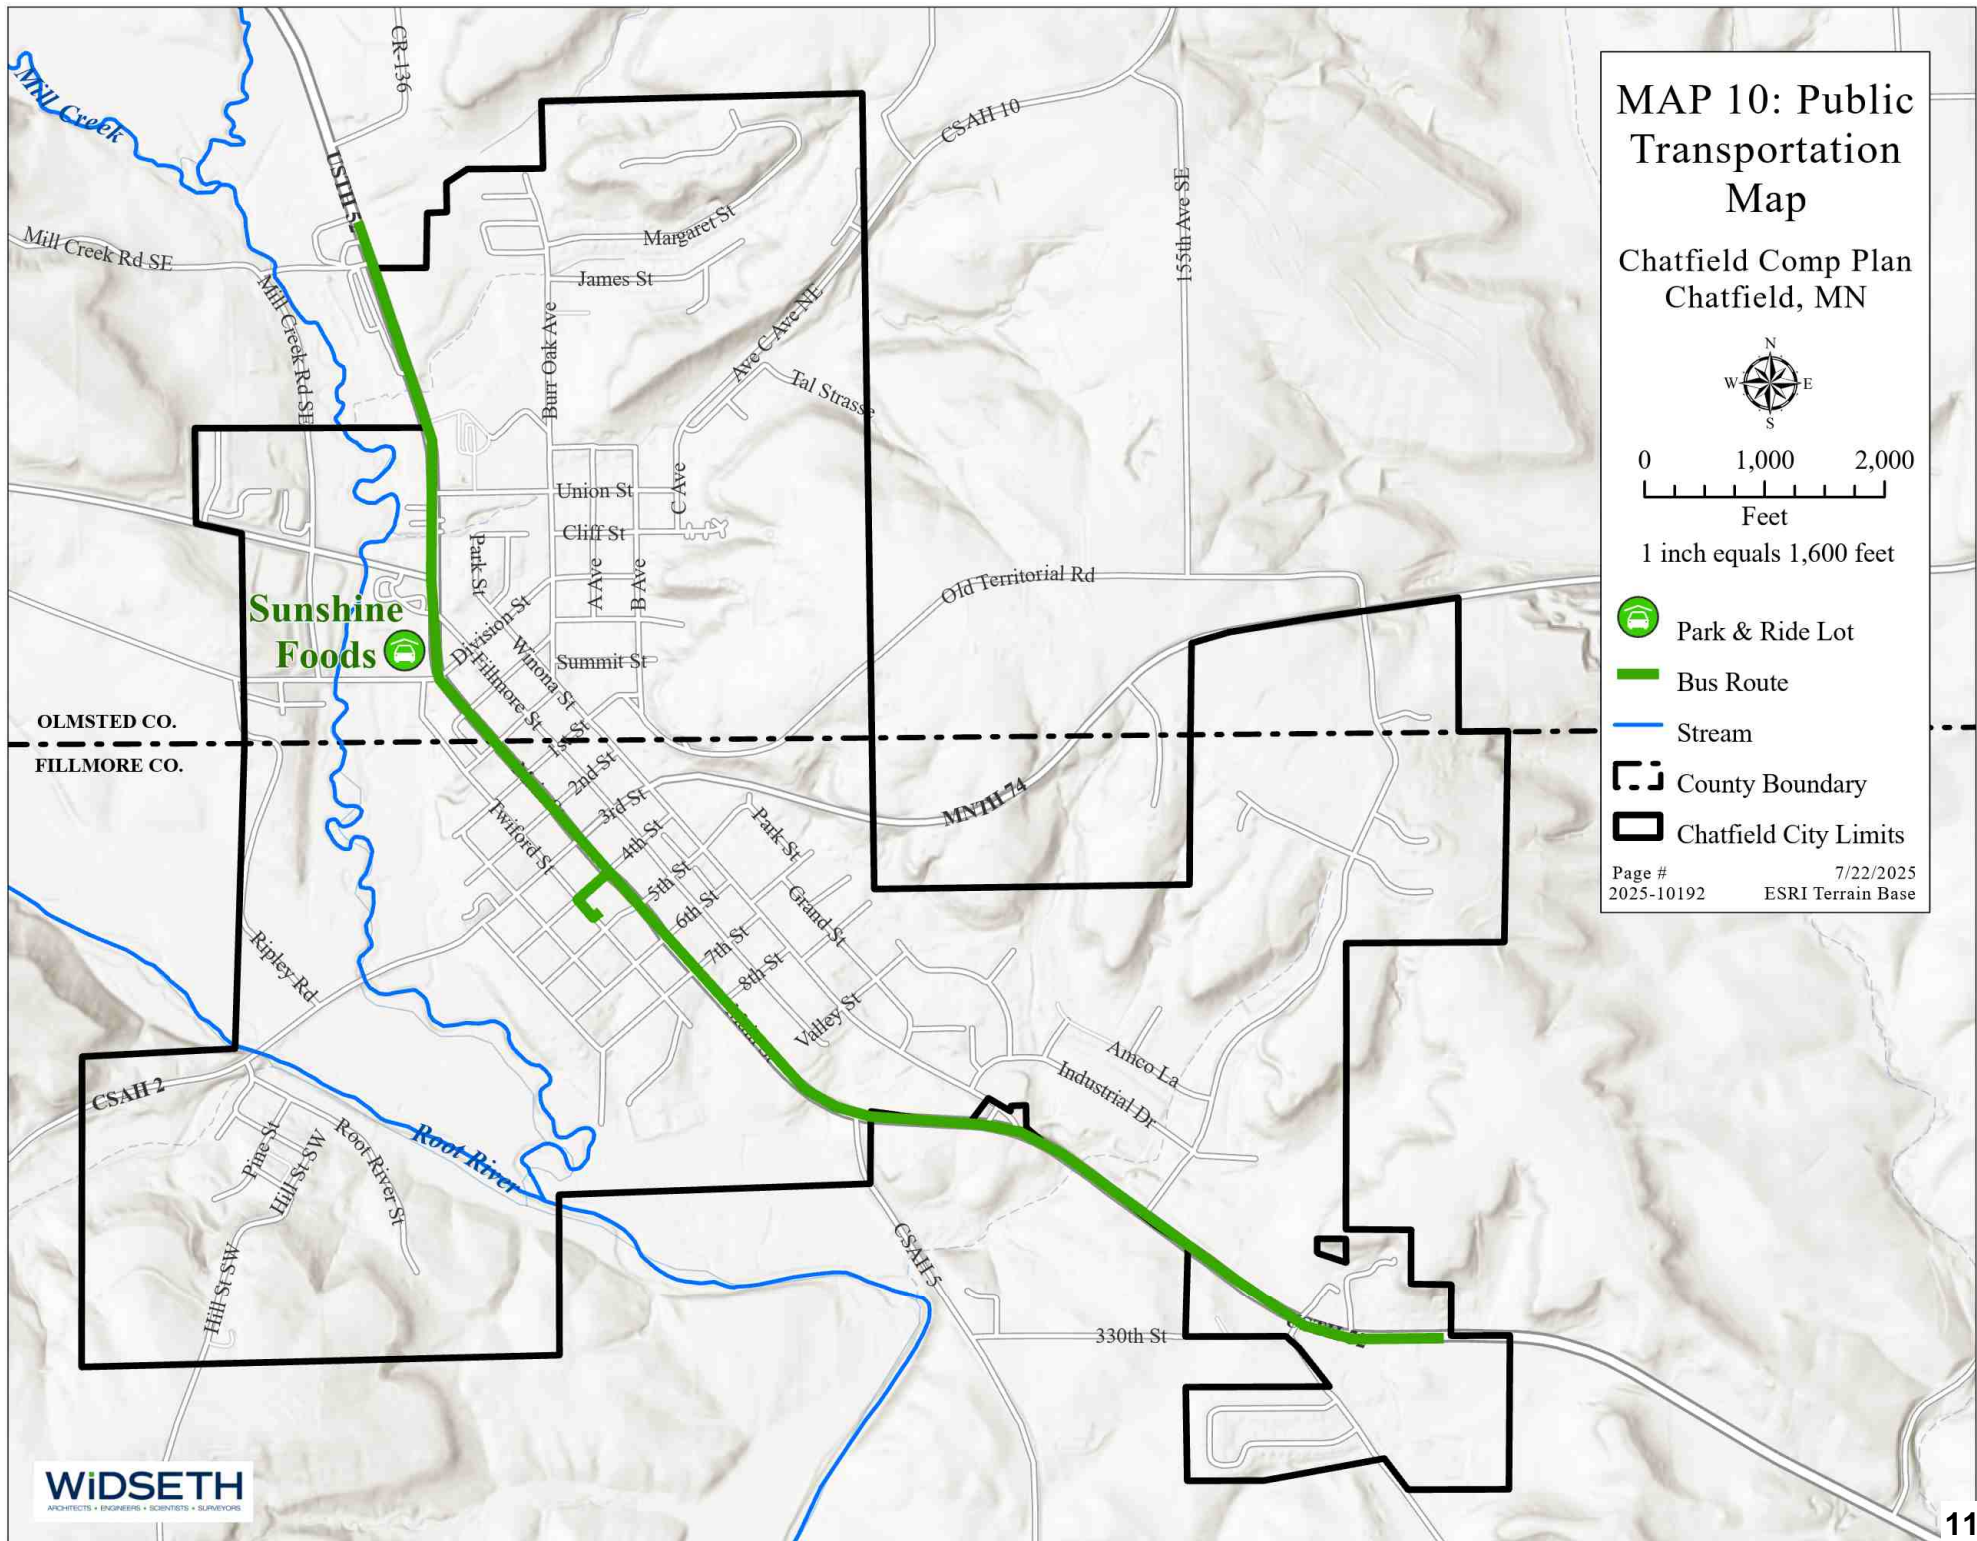 MAP 10: Public
Transportation
Map
Chatfield Comp Plan
Chatfield, MN
N
W
E
S
0 1,000 2,000
Feet
1 inch equals 1,600 feet
Park & Ride Lot
Bus Route
Stream
County Boundary
Chatfield City Limits
Page # 7/22/2025
2025-10192 ESRI Terrain Base
CR-136
Mill Creek
USTH 52
CSAH 10
155th Ave SE
Mill Creek Rd SE
Margaret St
James St
Mill Creek Rd SE
Burr Oak Ave
Ave C Ave NE
Tal Strasse
Union St
C Ave
Cliff St
Park St
A Ave
B Ave
Old Territorial Rd
Sunshine
Foods
Division St
Winona St
Fillmore St
Summit St
OLMSTED CO.
FILLMORE CO.
1st St
2nd St
3rd St
4th St
5th St
6th St
7th St
8th St
MNTH 74
Twiford St
Park St
Grand St
Ripley Rd
Valley St
Amco La
Industrial Dr
CSAH 2
Root River
Pine St
Hill St SW
Root River St
Hill St SW
CSAH 5
330th St
WiDSETH
ARCHITECTS • ENGINEERS • SCIENTISTS • SURVEYORS
11